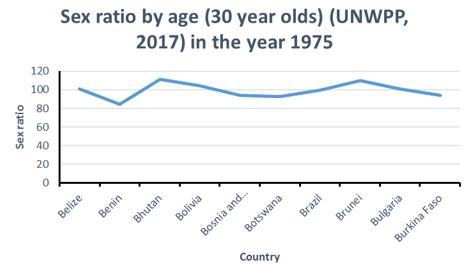 Sex ratio by age (30 year olds) (UNWPP,
2017) in the year 1975
120
100
80
60
40
20
0
Sex ratio
Belize
Benin
Bhutan
Bolivia
Bosnia and...
Botswana
Brazil
Brunei
Bulgaria
Burkina Faso
Country